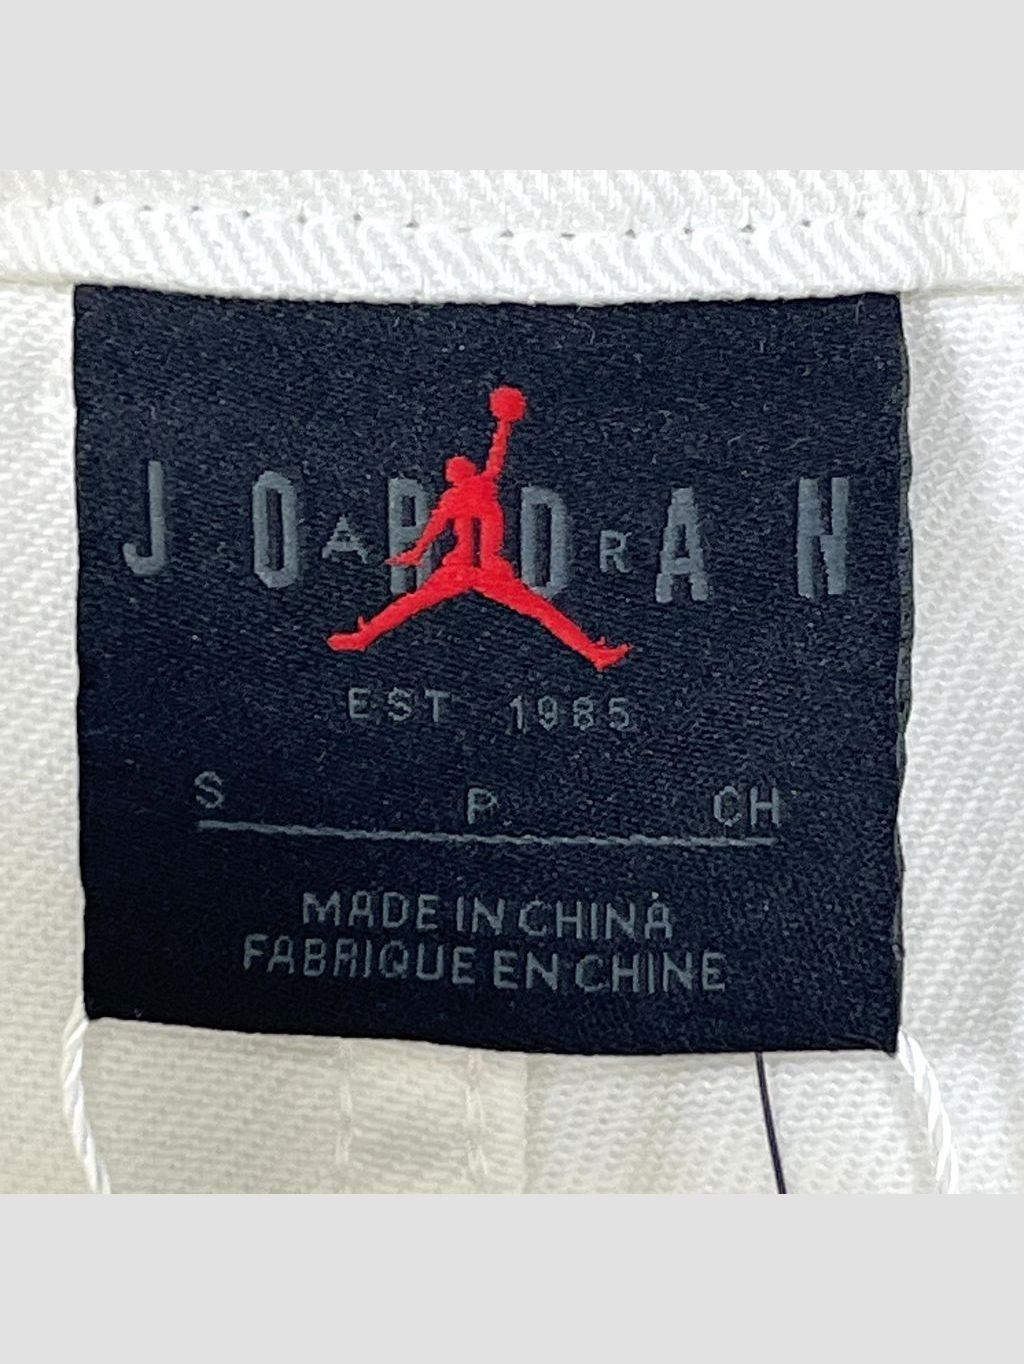 JORDAN
AIR
EST. 1985
S P CH
MADE IN CHINA
FABRIQUE EN CHINE